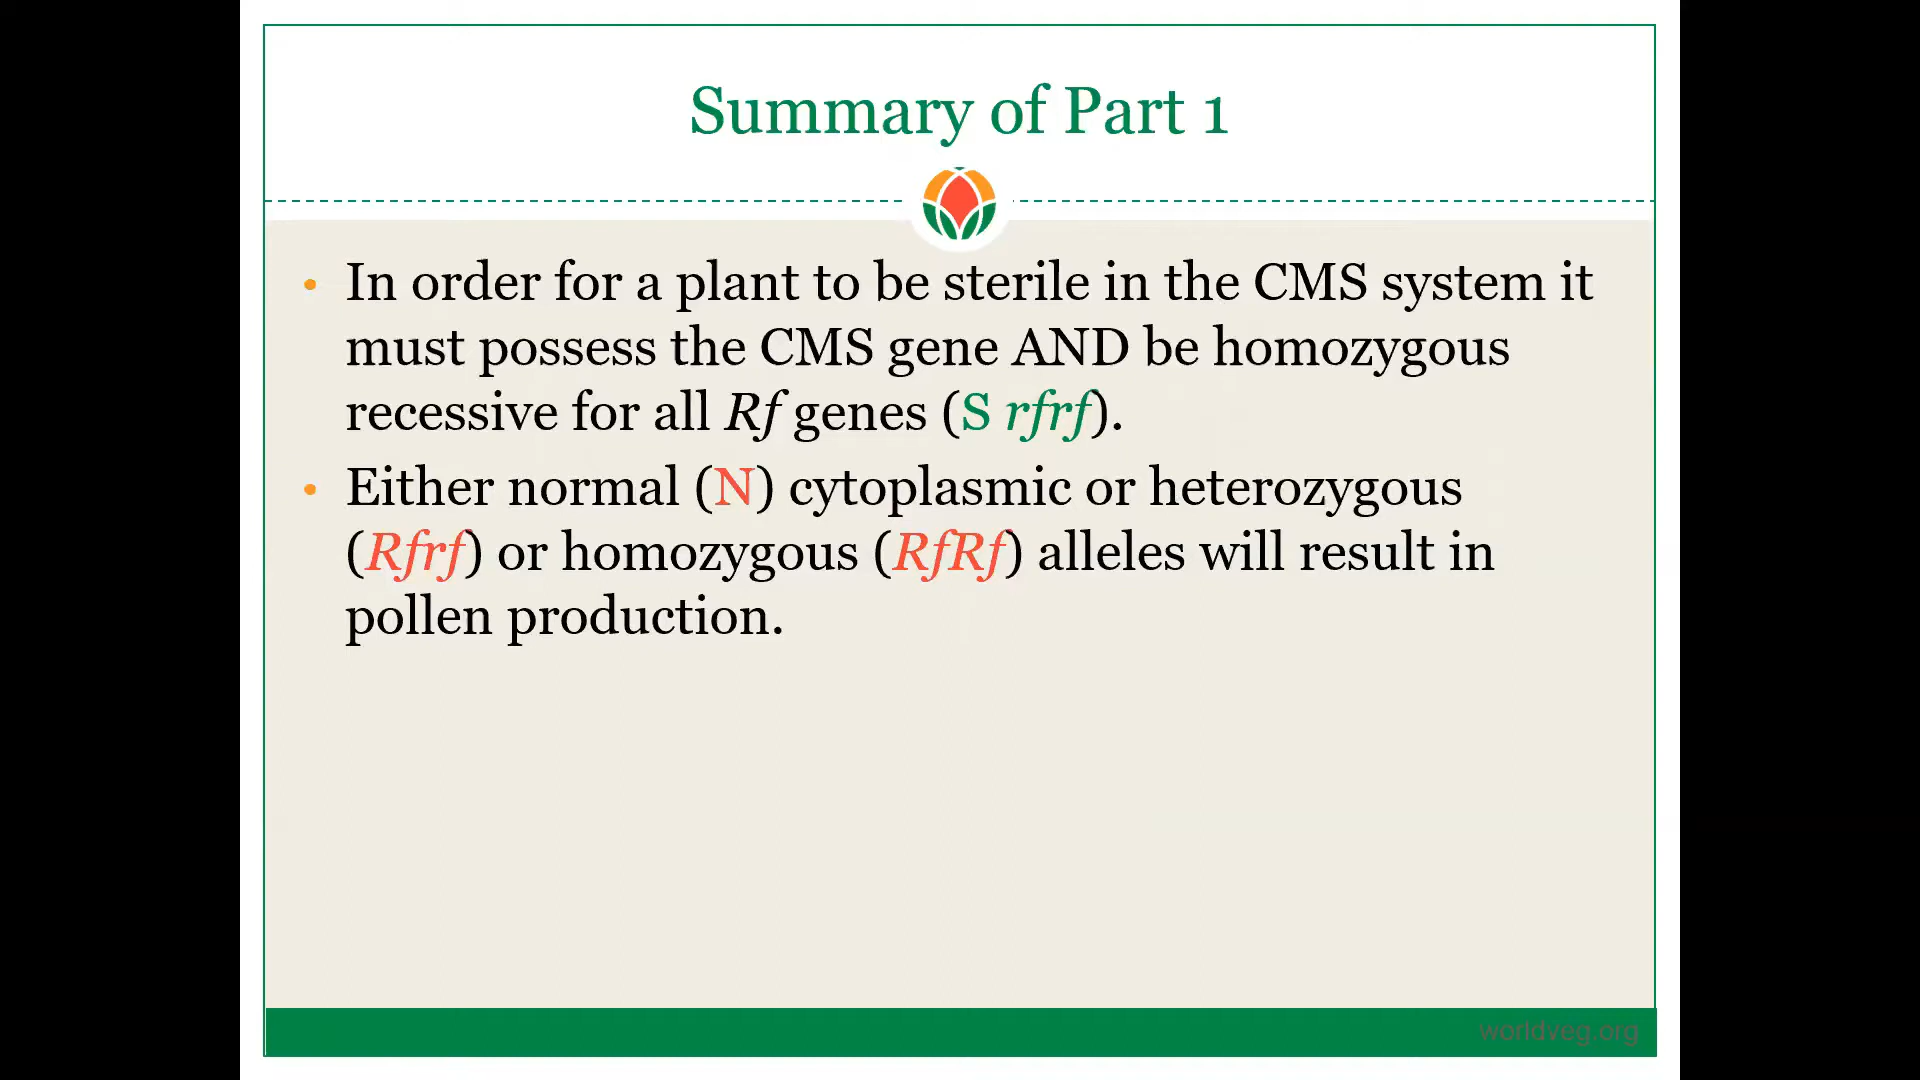 Summary of Part 1
• In order for a plant to be sterile in the CMS system it
must possess the CMS gene AND be homozygous
recessive for all Rf genes (S rfrf).
• Either normal (N) cytoplasmic or heterozygous
(Rfrf) or homozygous (RfRf) alleles will result in
pollen production.
worldveg.org